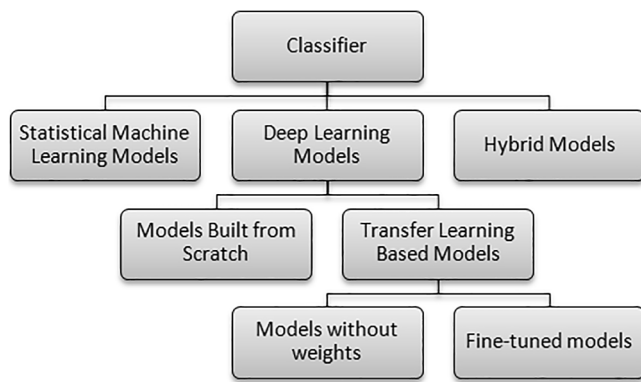 Classifier
Statistical Machine
Learning Models
Deep Learning
Models
Hybrid Models
Models Built from
Scratch
Transfer Learning
Based Models
Models without
weights
Fine-tuned models